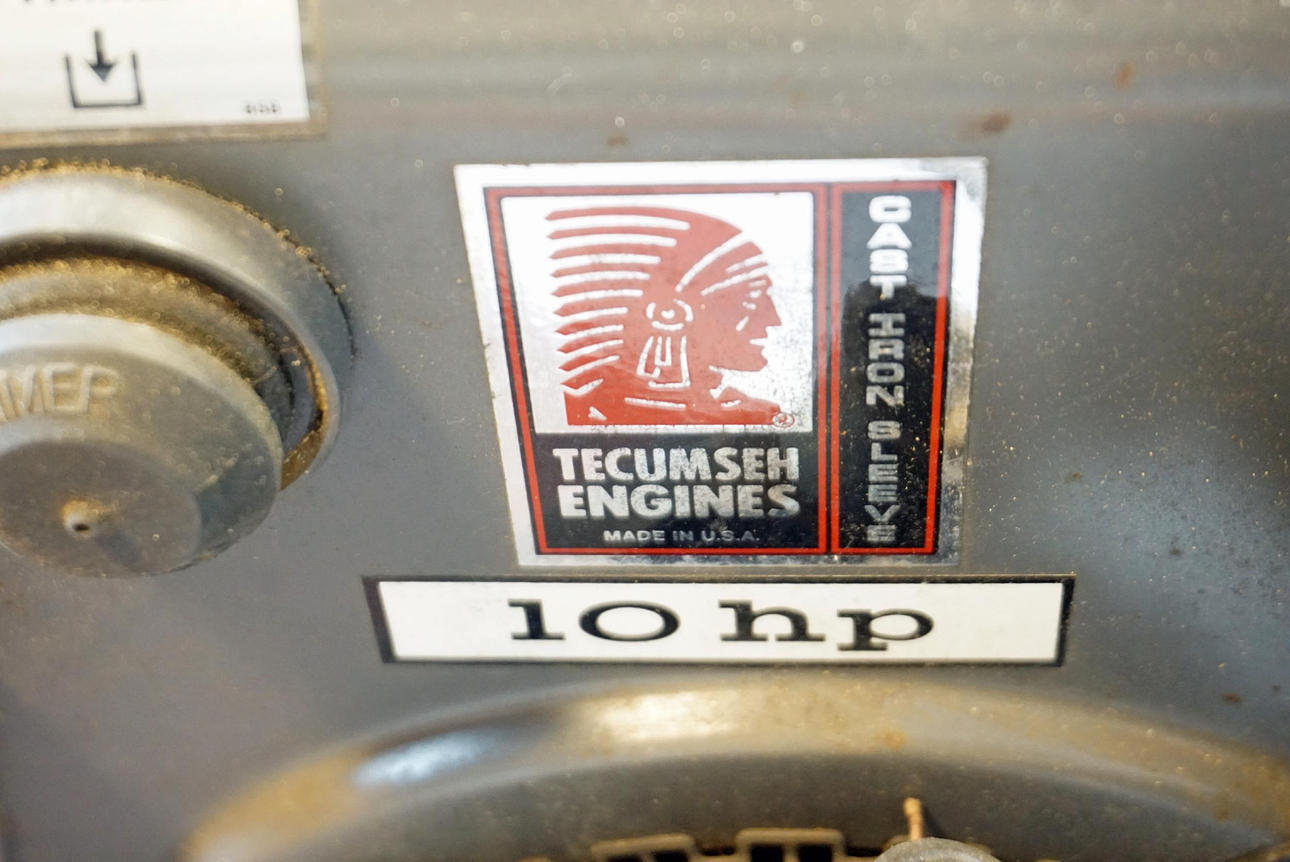 TECUMSEH
ENGINES
MADE IN U.S.A.
CAST IRON SLEEVE
10 hp